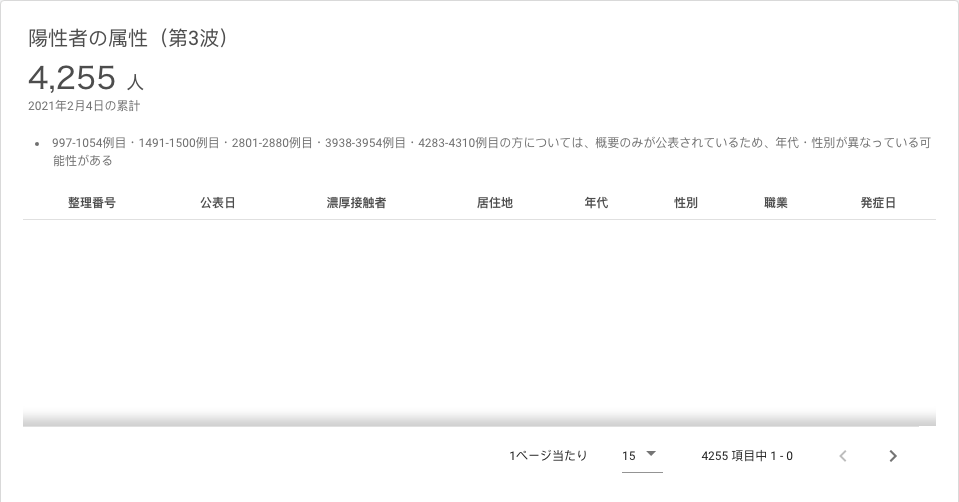 陽性者の属性（第3波）
4,255 人
2021年2月4日の累計
• 997-1054例目・1491-1500例目・2801-2880例目・3938-3954例目・4283-4310例目の方については、概要のみが公表されているため、年代・性別が異なっている可
能性がある
整理番号 公表日 濃厚接触者 居住地 年代 性別 職業 発症日
1ページ当たり 15 4255 項目中 1 - 0